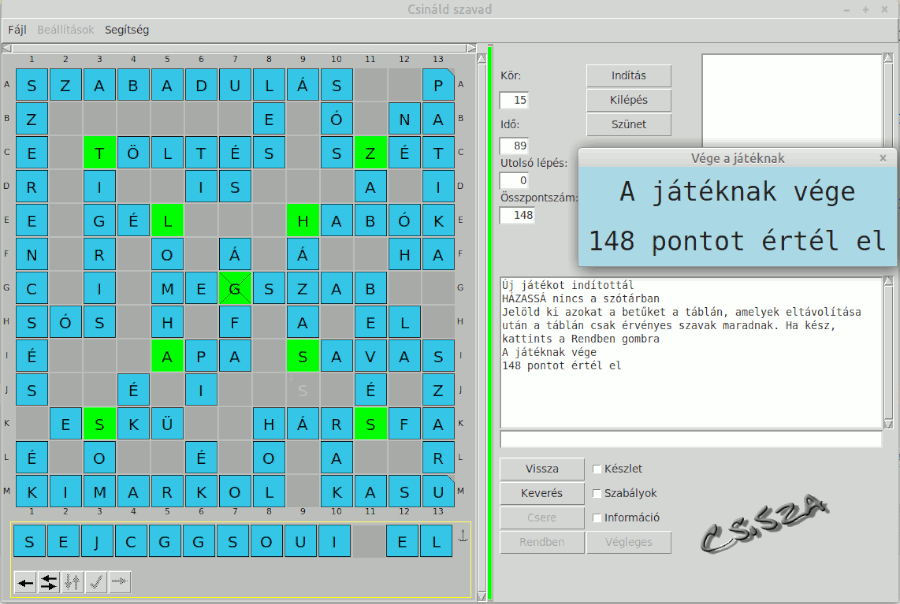 Csináld szavad
Fájl Beállítások Segítség
1 2 3 4 5 6 7 8 9 10 11 12 13
A S Z A B A D U L Á S P A
B Z E Ó N A B
C E T Ö L T É S S Z É T C
D R I I S A I D
E E G É L H A B Ó K E
F N R O Á Á H A F
G C I M E G S Z A B G
H S Ó S H F A E L H
I É A P A S A V A S I
J S É I S É Z J
K E S K Ü H Á R S F A K
L É O É O A R L
M K I M A R K O L K A S U M
1 2 3 4 5 6 7 8 9 10 11 12 13
S E J C G G S O U I E L
Kör:
15
Idő:
89
Utolsó lépés:
0
Összpontszám:
148
Indítás
Kilépés
Szünet
Vége a játéknak
A játéknak vége
148 pontot értél el
Új játékot indítottál
HÁZASSÁ nincs a szótárban
Jelöld ki azokat a betűket a táblán, amelyek eltávolítása
után a táblán csak érvényes szavak maradnak. Ha kész,
kattints a Rendben gombra
A játéknak vége
148 pontot értél el
Vissza Készlet
Keverés Szabályok
Csere Információ
Rendben Végleges
CSISZA